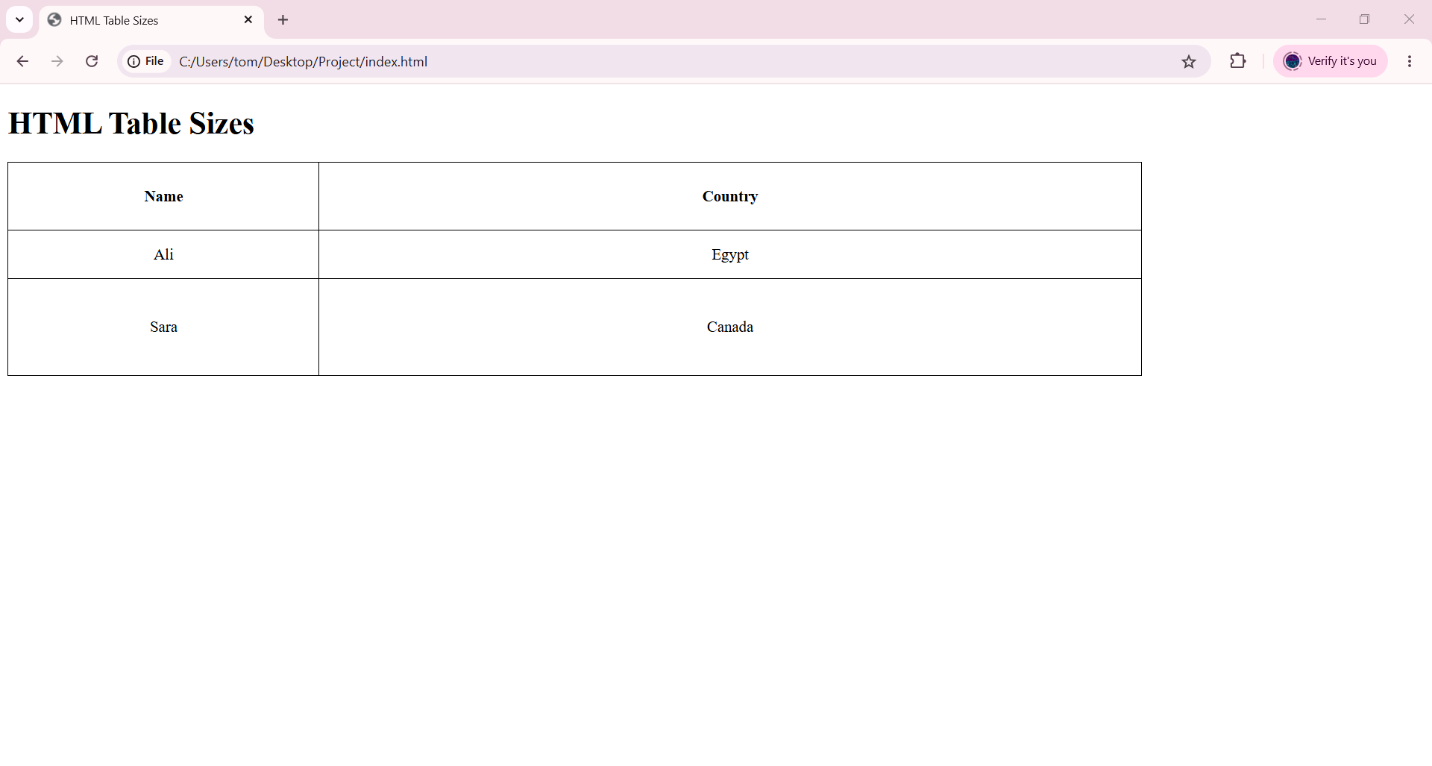 HTML Table Sizes
File C:/Users/tom/Desktop/Project/index.html Verify it's you
HTML Table Sizes
Name Country
Ali Egypt
Sara Canada